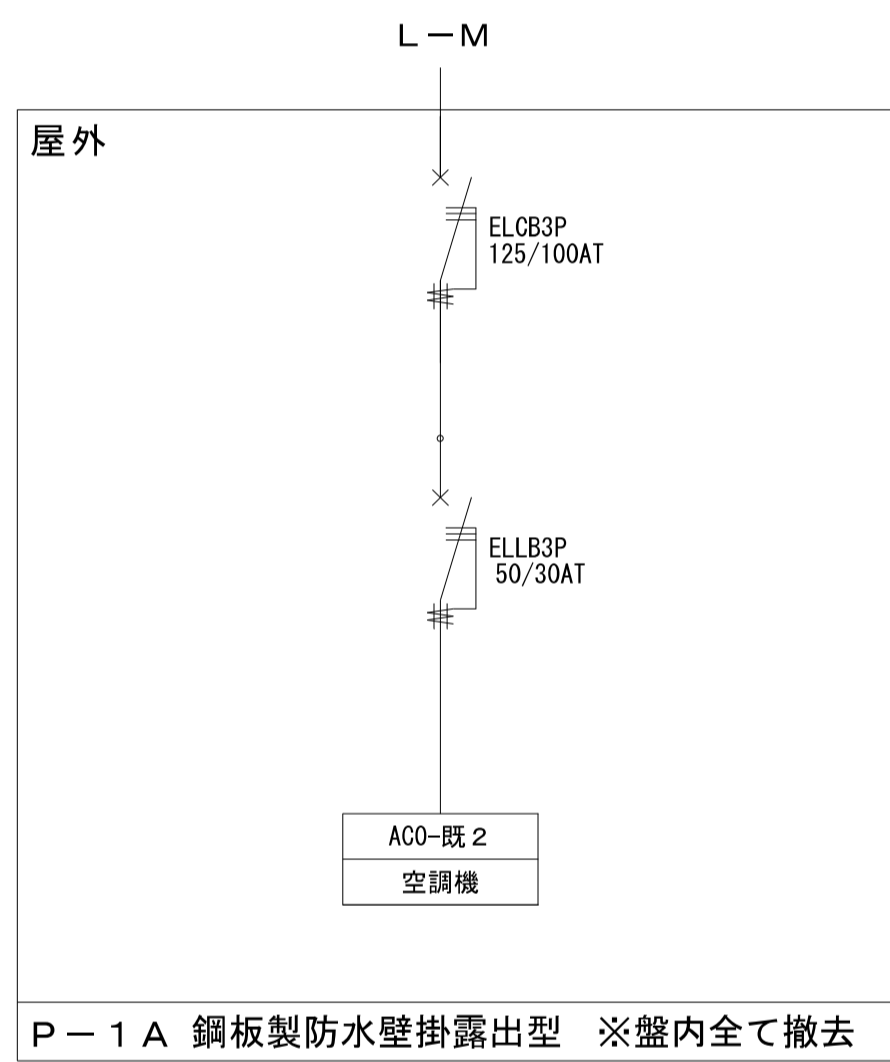 L－M
屋外
ELCB3P
125/100AT
ELLB3P
50/30AT
ACO-既２
空調機
P－１A 鋼板製防水壁掛露出型　※盤内全て撤去